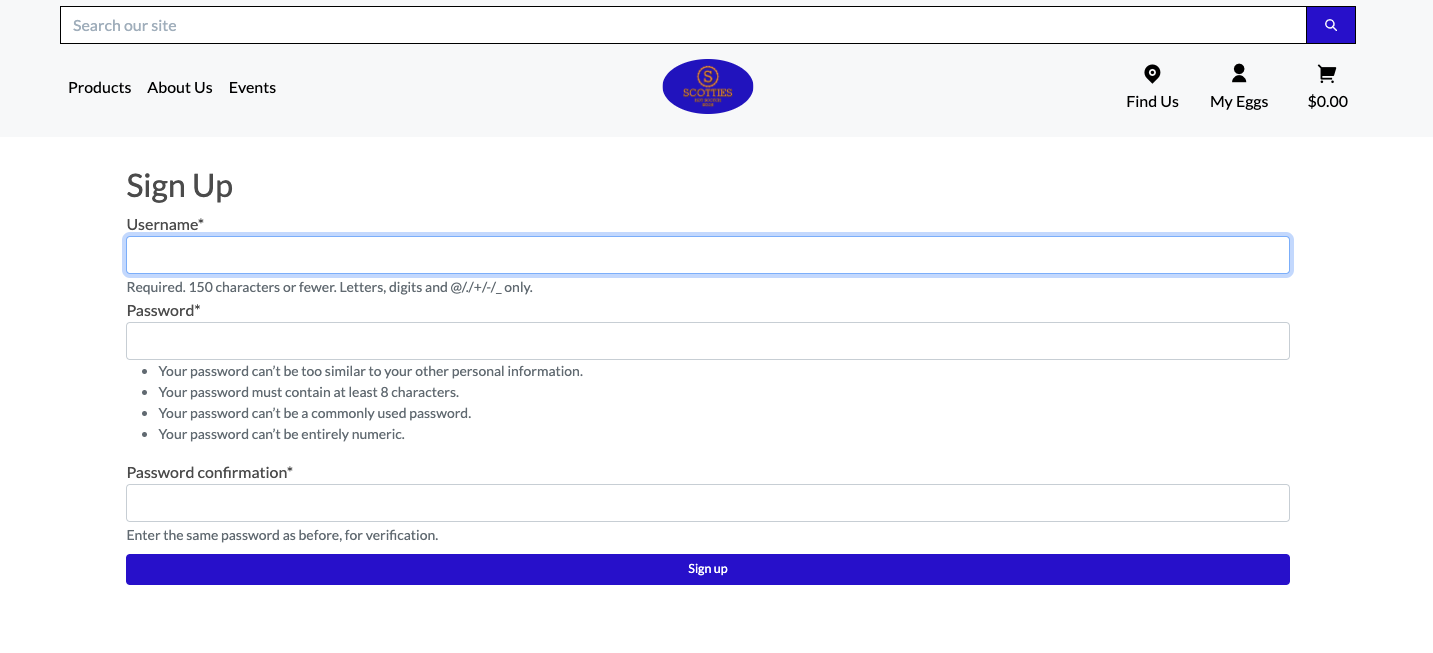 Search our site
Products About Us Events
S
SCOTTIES
Find Us
My Eggs
$0.00
Sign Up
Username*
Required. 150 characters or fewer. Letters, digits and @/./+/-/_ only.
Password*
Your password can't be too similar to your other personal information.
Your password must contain at least 8 characters.
Your password can't be a commonly used password.
Your password can't be entirely numeric.
Password confirmation*
Enter the same password as before, for verification.
Sign up